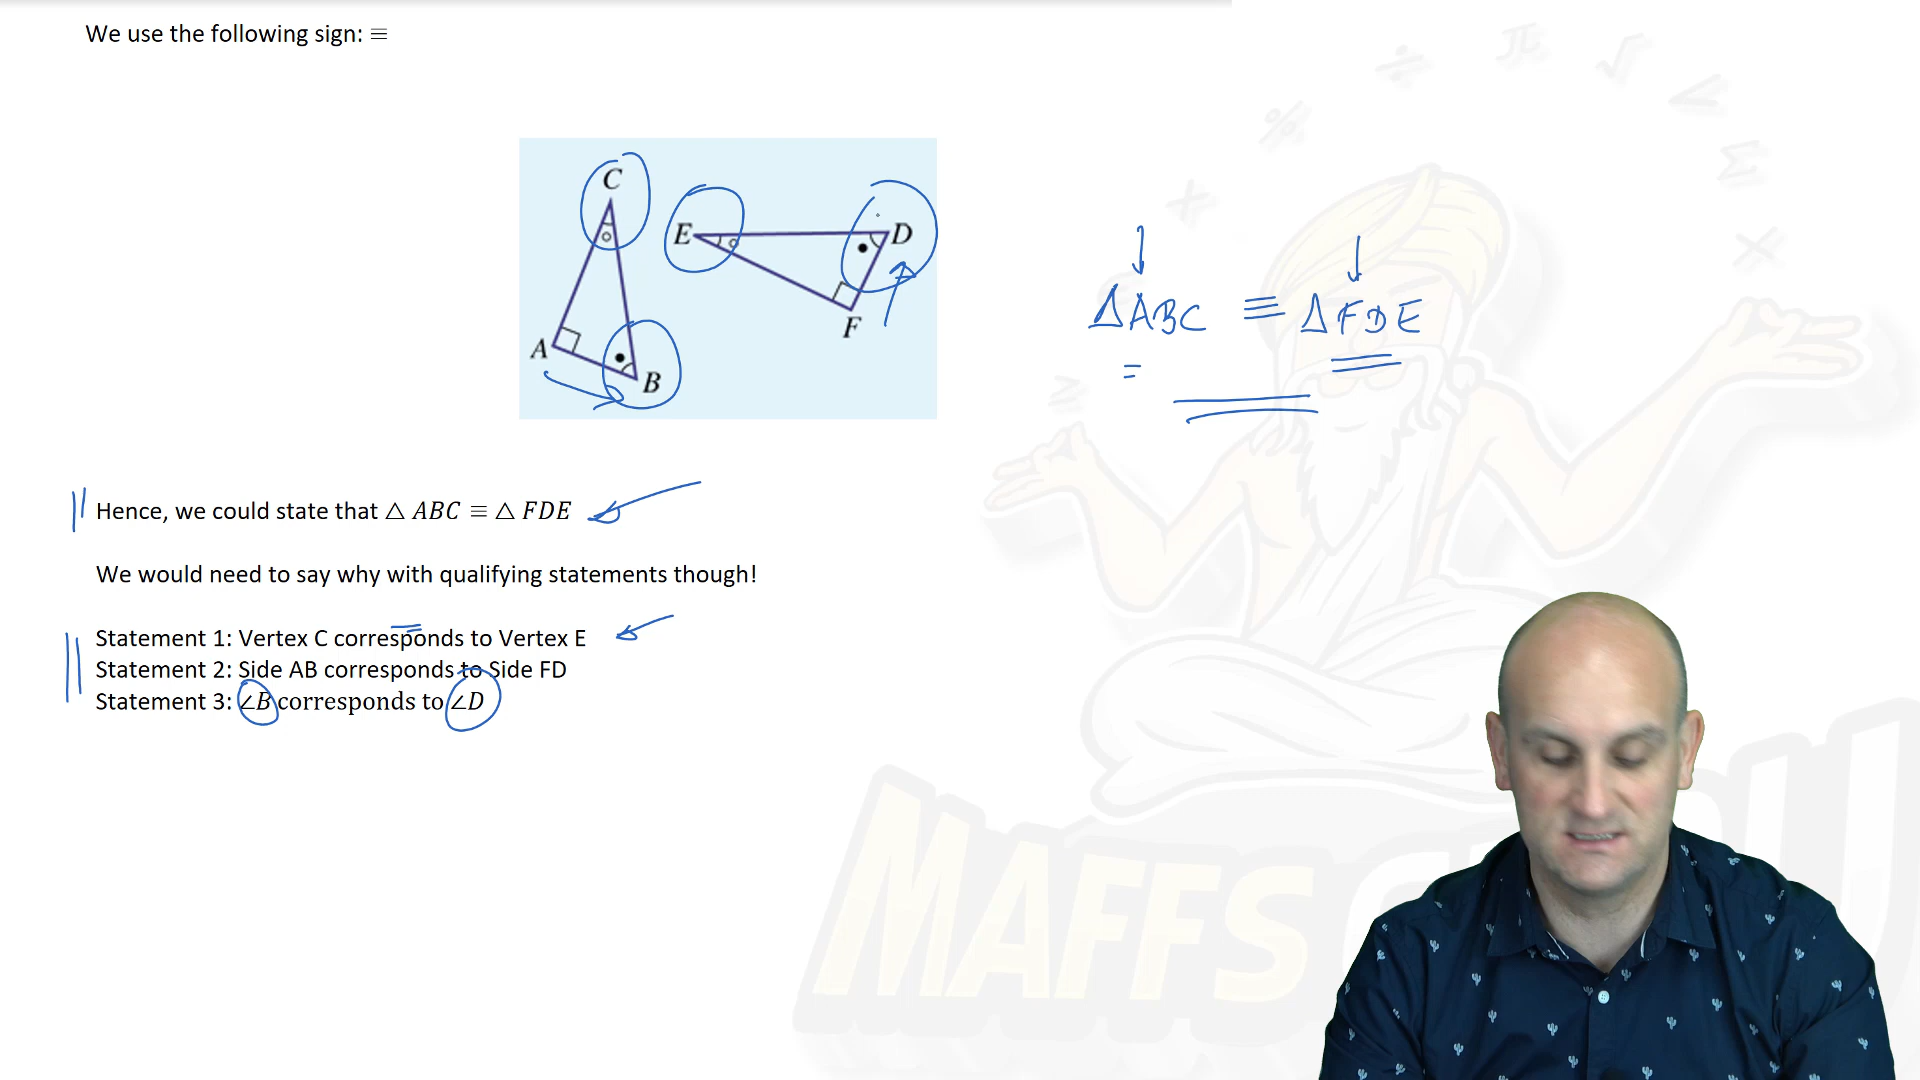 We use the following sign: ≡
C
E
D
F
A
B
△ABC ≡ △FDE
=
Hence, we could state that △ ABC ≡ △ FDE
We would need to say why with qualifying statements though!
Statement 1: Vertex C corresponds to Vertex E
Statement 2: Side AB corresponds to Side FD
Statement 3: ∠B corresponds to ∠D
MAFFS